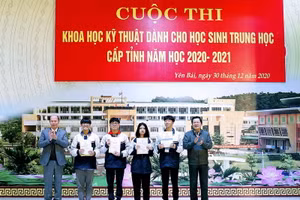 CUỘC THI
KHOA HỌC KỸ THUẬT DÀNH CHO HỌC SINH TRUNG HỌC
CẤP TỈNH NĂM HỌC 2020- 2021
Yên Bái, ngày 30 tháng 12 năm 2020